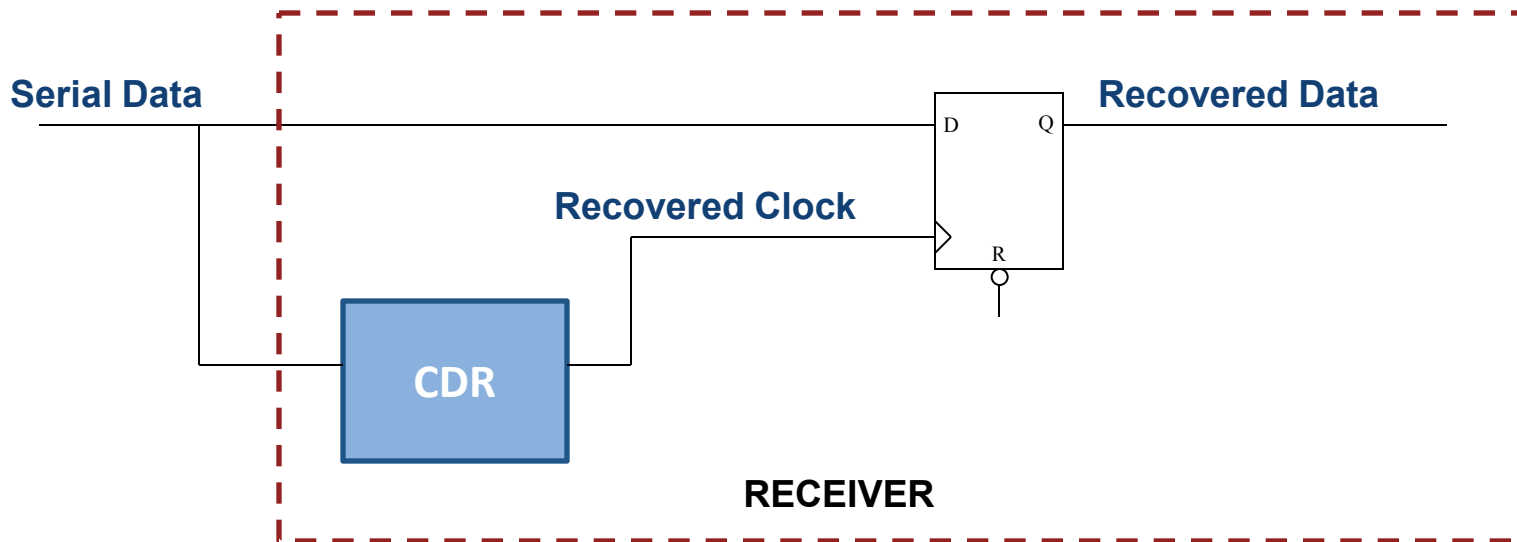 Serial Data
Recovered Data
D
Q
Recovered Clock
R
CDR
RECEIVER